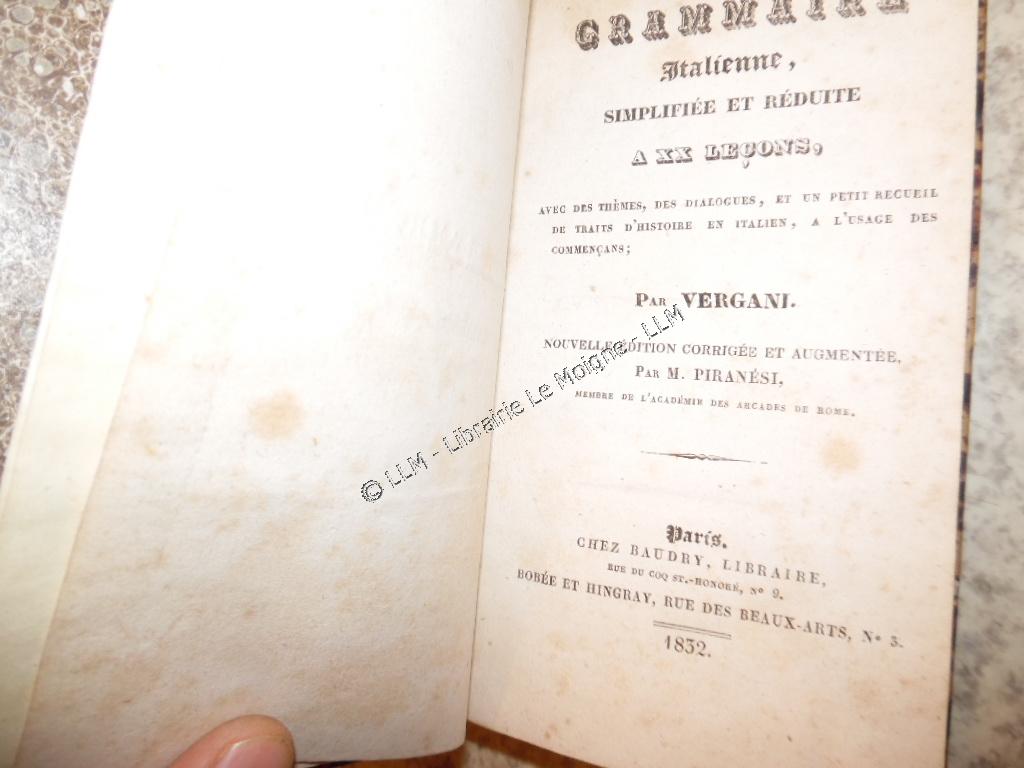 GRAMMAIRE
Italienne,
SIMPLIFIÉE ET RÉDUITE
A XX LEÇONS,
AVEC DES THÈMES, DES DIALOGUES, ET UN PETIT RECUEIL
DE TRAITS D'HISTOIRE EN ITALIEN, A L'USAGE DES
COMMENÇANS;
PAR VERGANI.
NOUVELLE ÉDITION CORRIGÉE ET AUGMENTÉE,
PAR M. PIRANÉSI,
MEMBRE DE L'ACADÉMIE DES ARCADES DE ROME.
© LLM - Librairie Le Moigne - LLM
Paris.
CHEZ BAUDRY, LIBRAIRE,
RUE DU COQ ST.-HONORÉ, Nº 9.
BOBÉE ET HINGRAY, RUE DES BEAUX-ARTS, Nº 3.
1832.